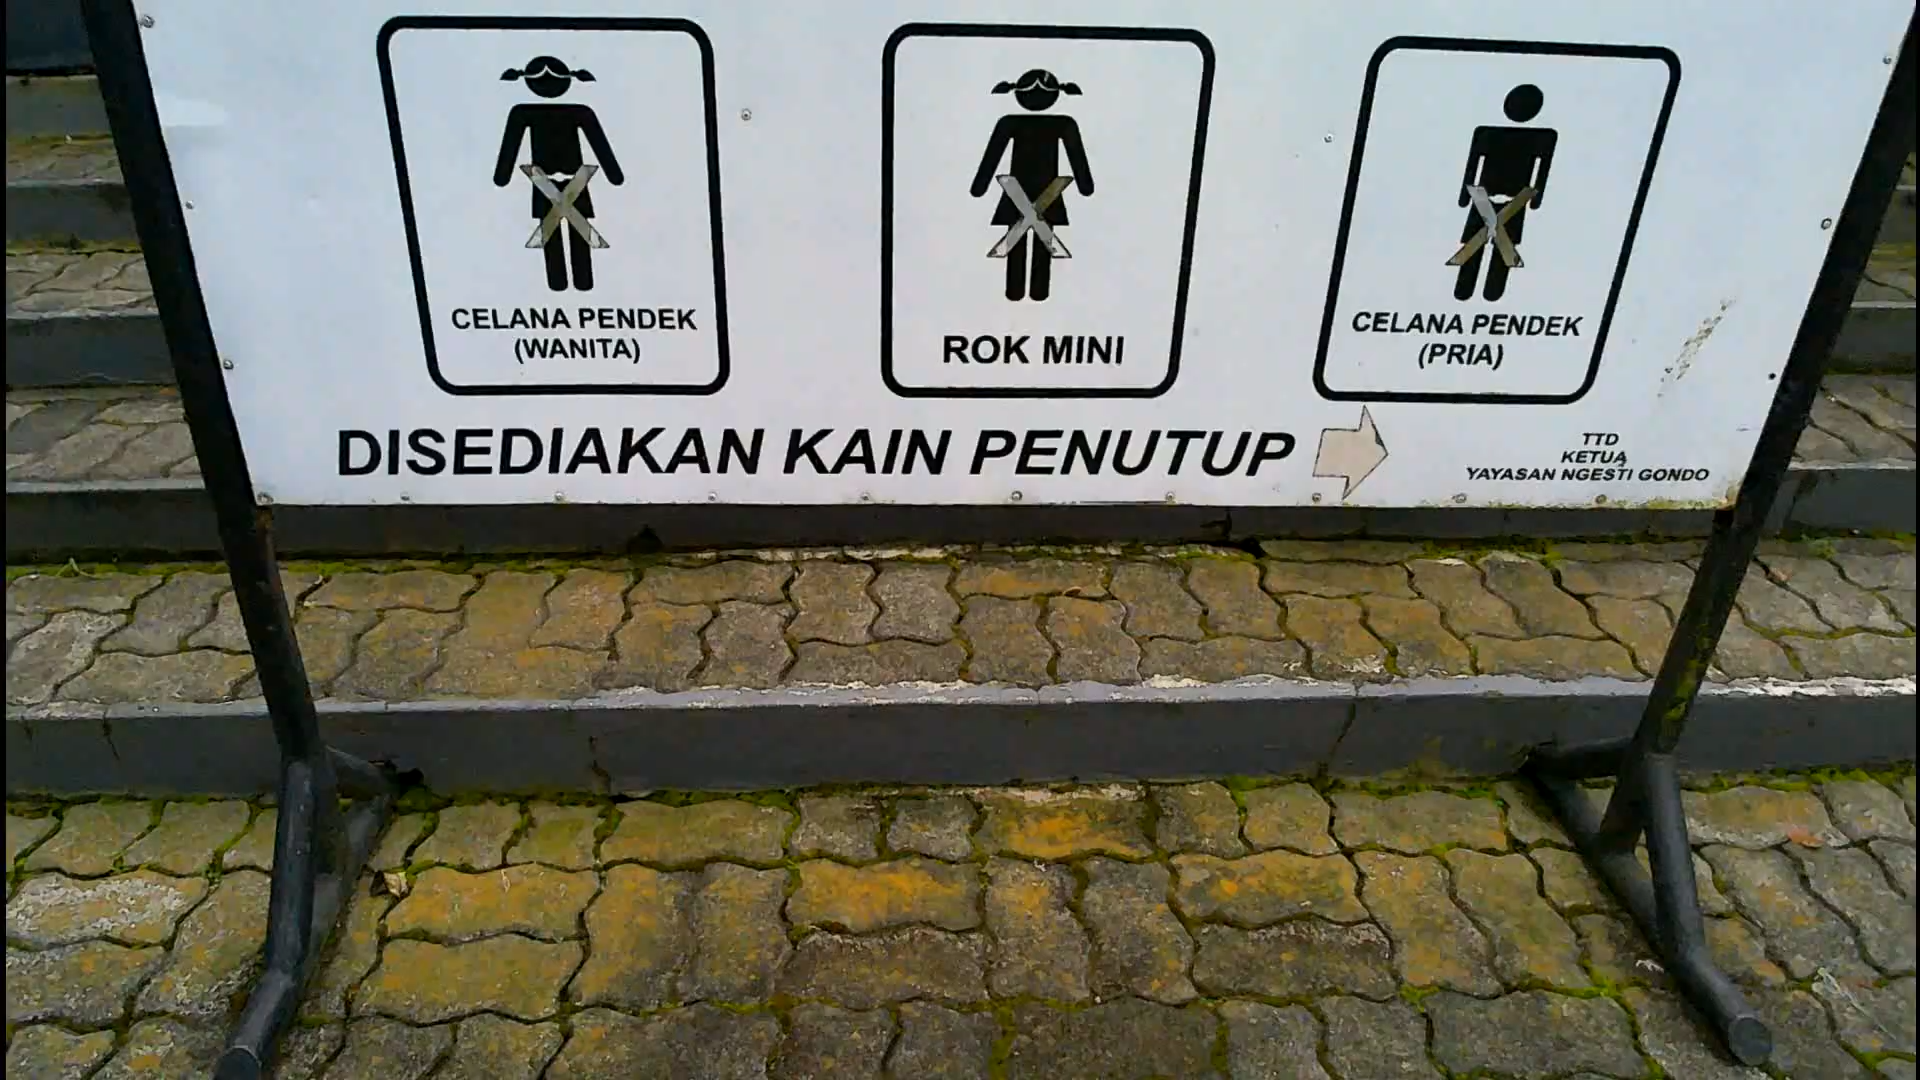 CELANA PENDEK
(WANITA)
ROK MINI
CELANA PENDEK
(PRIA)
DISEDIAKAN KAIN PENUTUP
TTD
KETUA
YAYASAN NGESTI GONDO